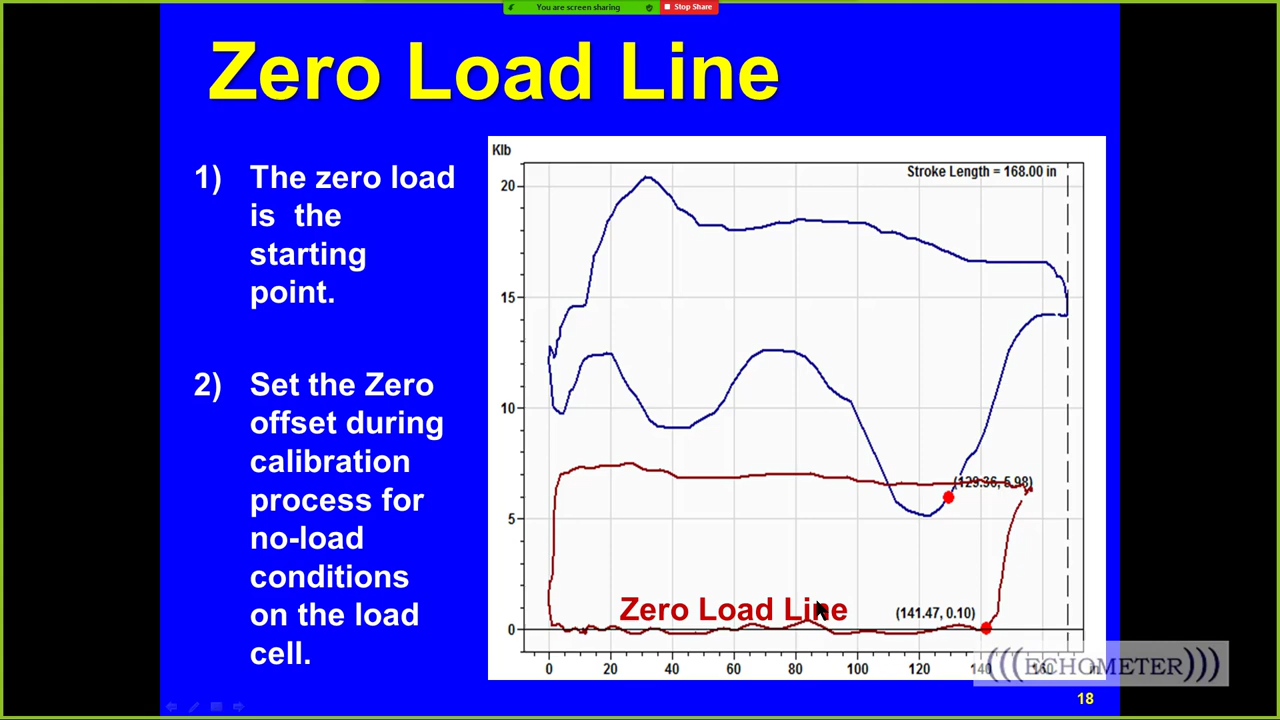 You are screen sharing
Stop Share
Zero Load Line
1) The zero load
is the
starting
point.
2) Set the Zero
offset during
calibration
process for
no-load
conditions
on the load
cell.
Klb
Stroke Length = 168.00 in
20
15
10
5
0
(129.36, 5.98)
Zero Load Line
(141.47, 0.10)
0 20 40 60 80 100 120 140 160 in
(((ECHOMETER)))
18